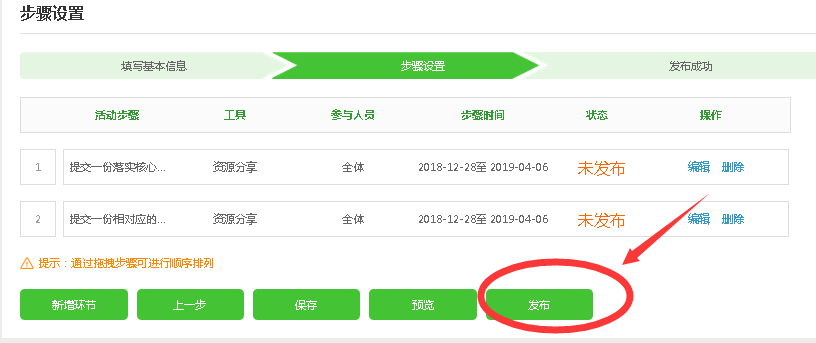 步骤设置
填写基本信息 步骤设置 发布成功
活动步骤 工具 参与人员 步骤时间 状态 操作
1 提交一份落实核心... 资源分享 全体 2018-12-28至 2019-04-06 未发布 编辑 删除
2 提交一份相对应的... 资源分享 全体 2018-12-28至 2019-04-06 未发布 编辑 删除
提示：通过拖拽步骤可进行顺序排列
新增环节 上一步 保存 预览 发布